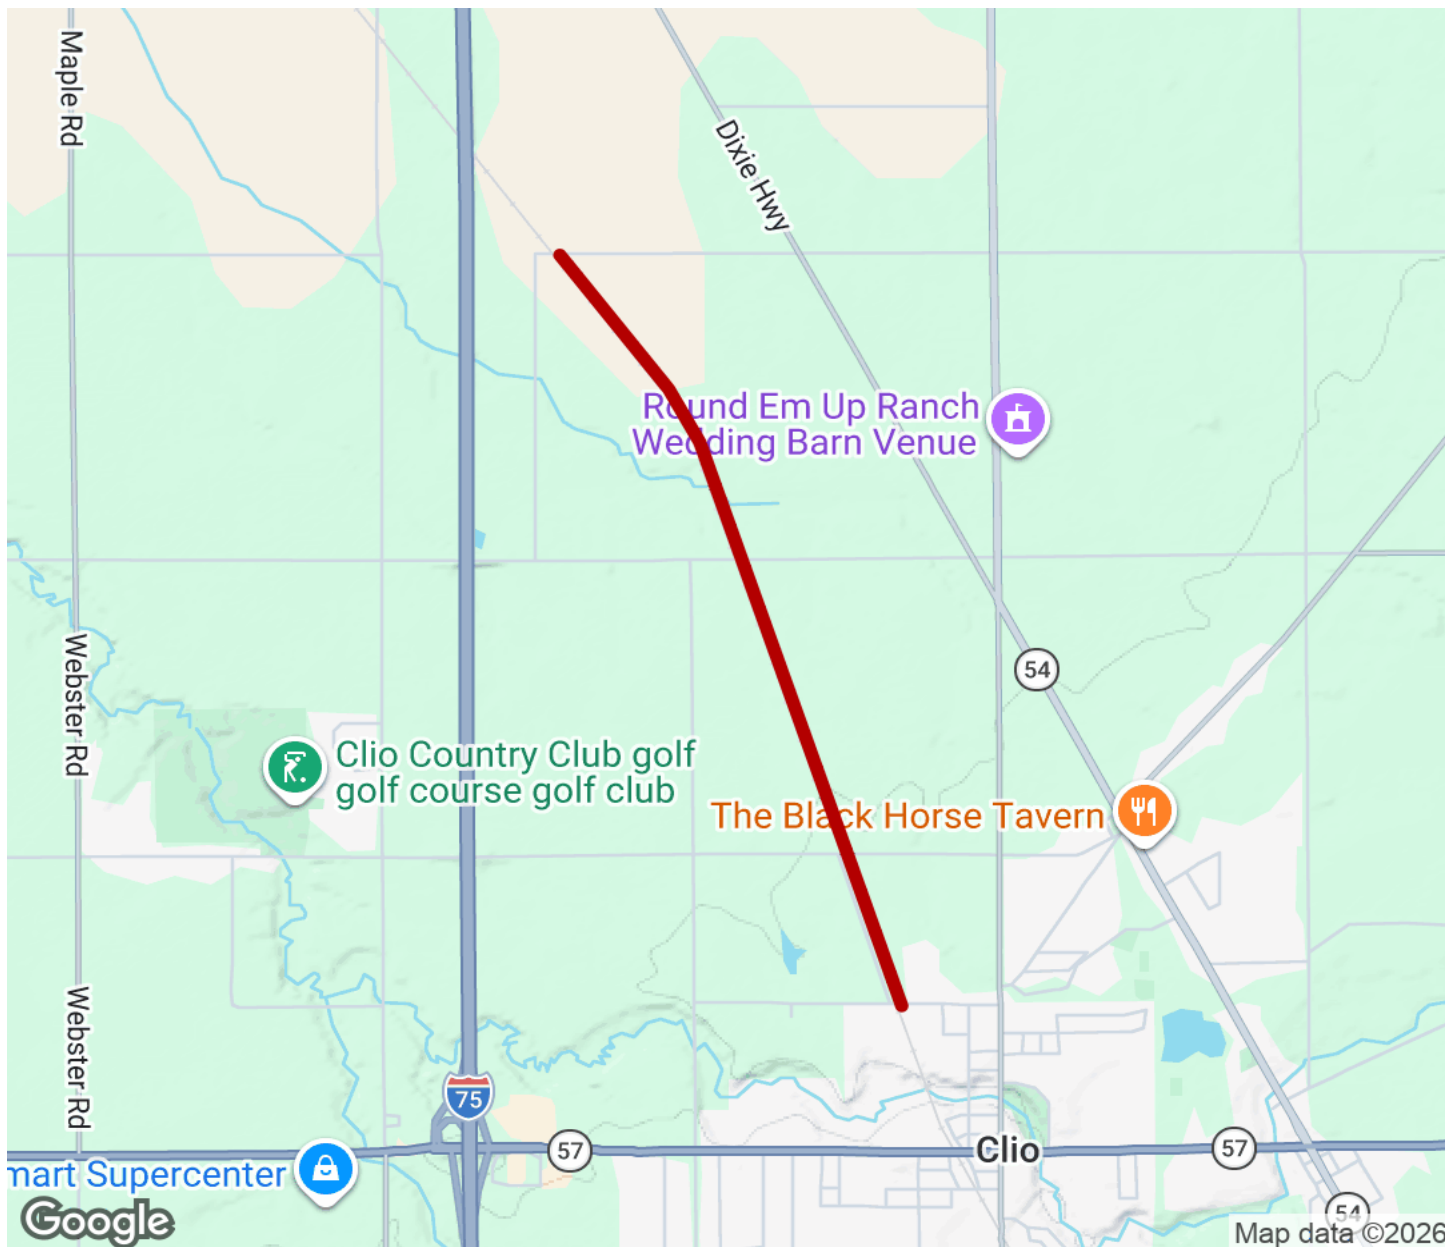 Maple Rd
Dixie Hwy
Round Em Up Ranch
Wedding Barn Venue
54
Webster Rd
Clio Country Club golf
golf course golf club
The Black Horse Tavern
Webster Rd
75
57
Clio
57
mart Supercenter
54
Google
Map data ©2026